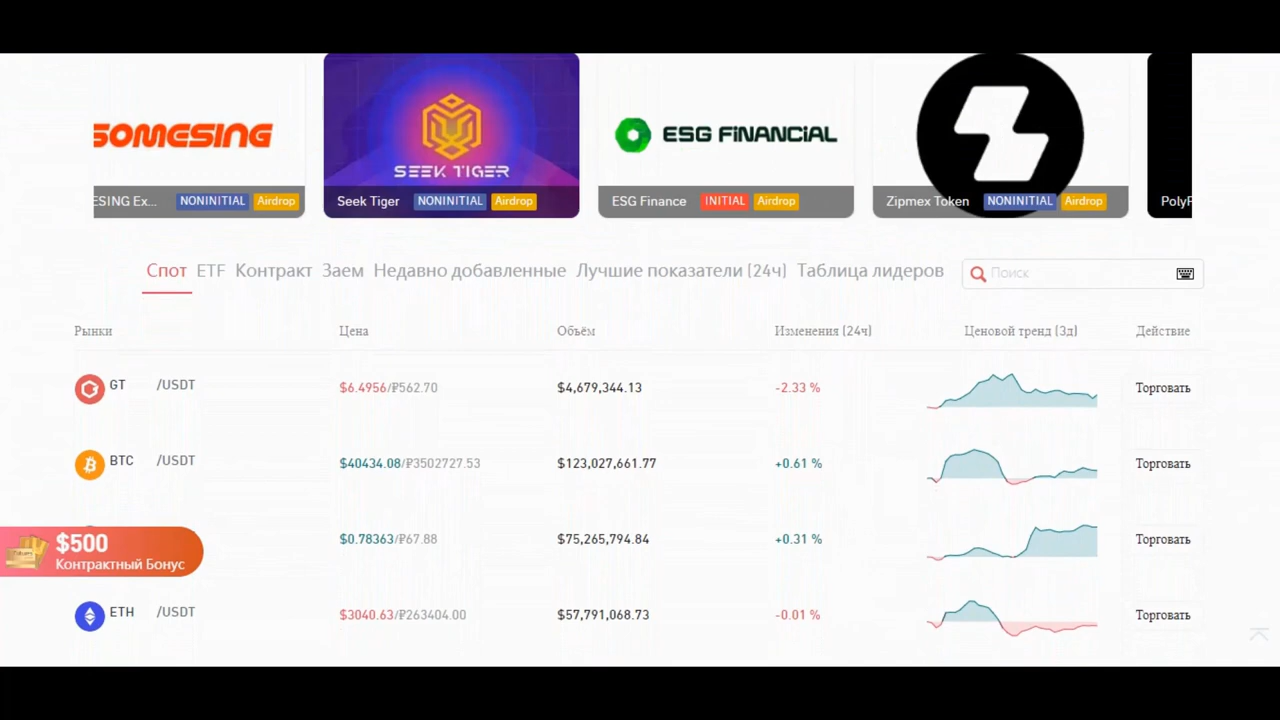 SOMESING
SEEK TIGER
ESG FiNANCiAL
ESING Ex... NONINITIAL Airdrop
Seek Tiger NONINITIAL Airdrop
ESG Finance INITIAL Airdrop
Zipmex Token NONINITIAL Airdrop
Спот ETF Контракт Заем Недавно добавленные Лучшие показатели (24ч) Таблица лидеров Поиск
Рынки Цена Объём Изменения (24ч) Ценовой тренд (3д) Действие
GT /USDT $6.4956/₽562.70 $4,679,344.13 -2.33 % Торговать
BTC /USDT $40434.08/₽3502727.53 $123,027,661.77 +0.61 % Торговать
$0.78363/₽67.88 $75,265,794.84 +0.31 % Торговать
$500
Контрактный Бонус
ETH /USDT $3040.63/₽263404.00 $57,791,068.73 -0.01 % Торговать